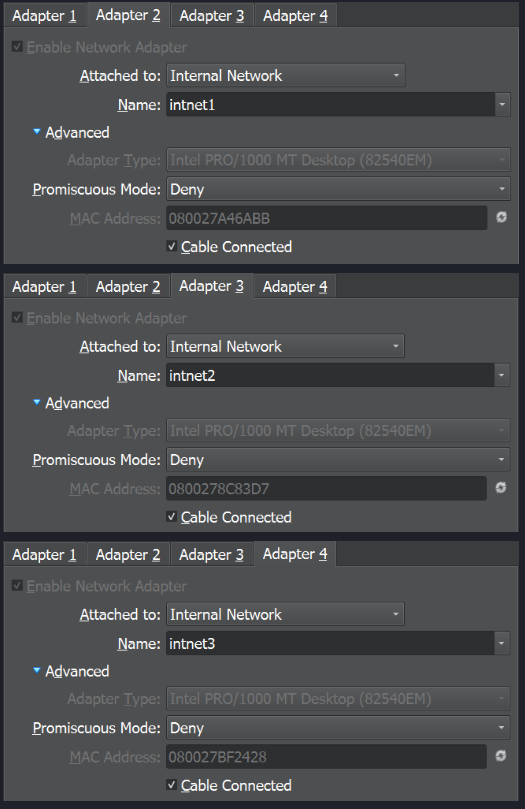 Adapter 1 Adapter 2 Adapter 3 Adapter 4
Enable Network Adapter
Attached to: Internal Network
Name: intnet1
Advanced
Adapter Type: Intel PRO/1000 MT Desktop (82540EM)
Promiscuous Mode: Deny
MAC Address: 080027A46ABB
Cable Connected
Adapter 1 Adapter 2 Adapter 3 Adapter 4
Enable Network Adapter
Attached to: Internal Network
Name: intnet2
Advanced
Adapter Type: Intel PRO/1000 MT Desktop (82540EM)
Promiscuous Mode: Deny
MAC Address: 0800278C83D7
Cable Connected
Adapter 1 Adapter 2 Adapter 3 Adapter 4
Enable Network Adapter
Attached to: Internal Network
Name: intnet3
Advanced
Adapter Type: Intel PRO/1000 MT Desktop (82540EM)
Promiscuous Mode: Deny
MAC Address: 080027BF2428
Cable Connected